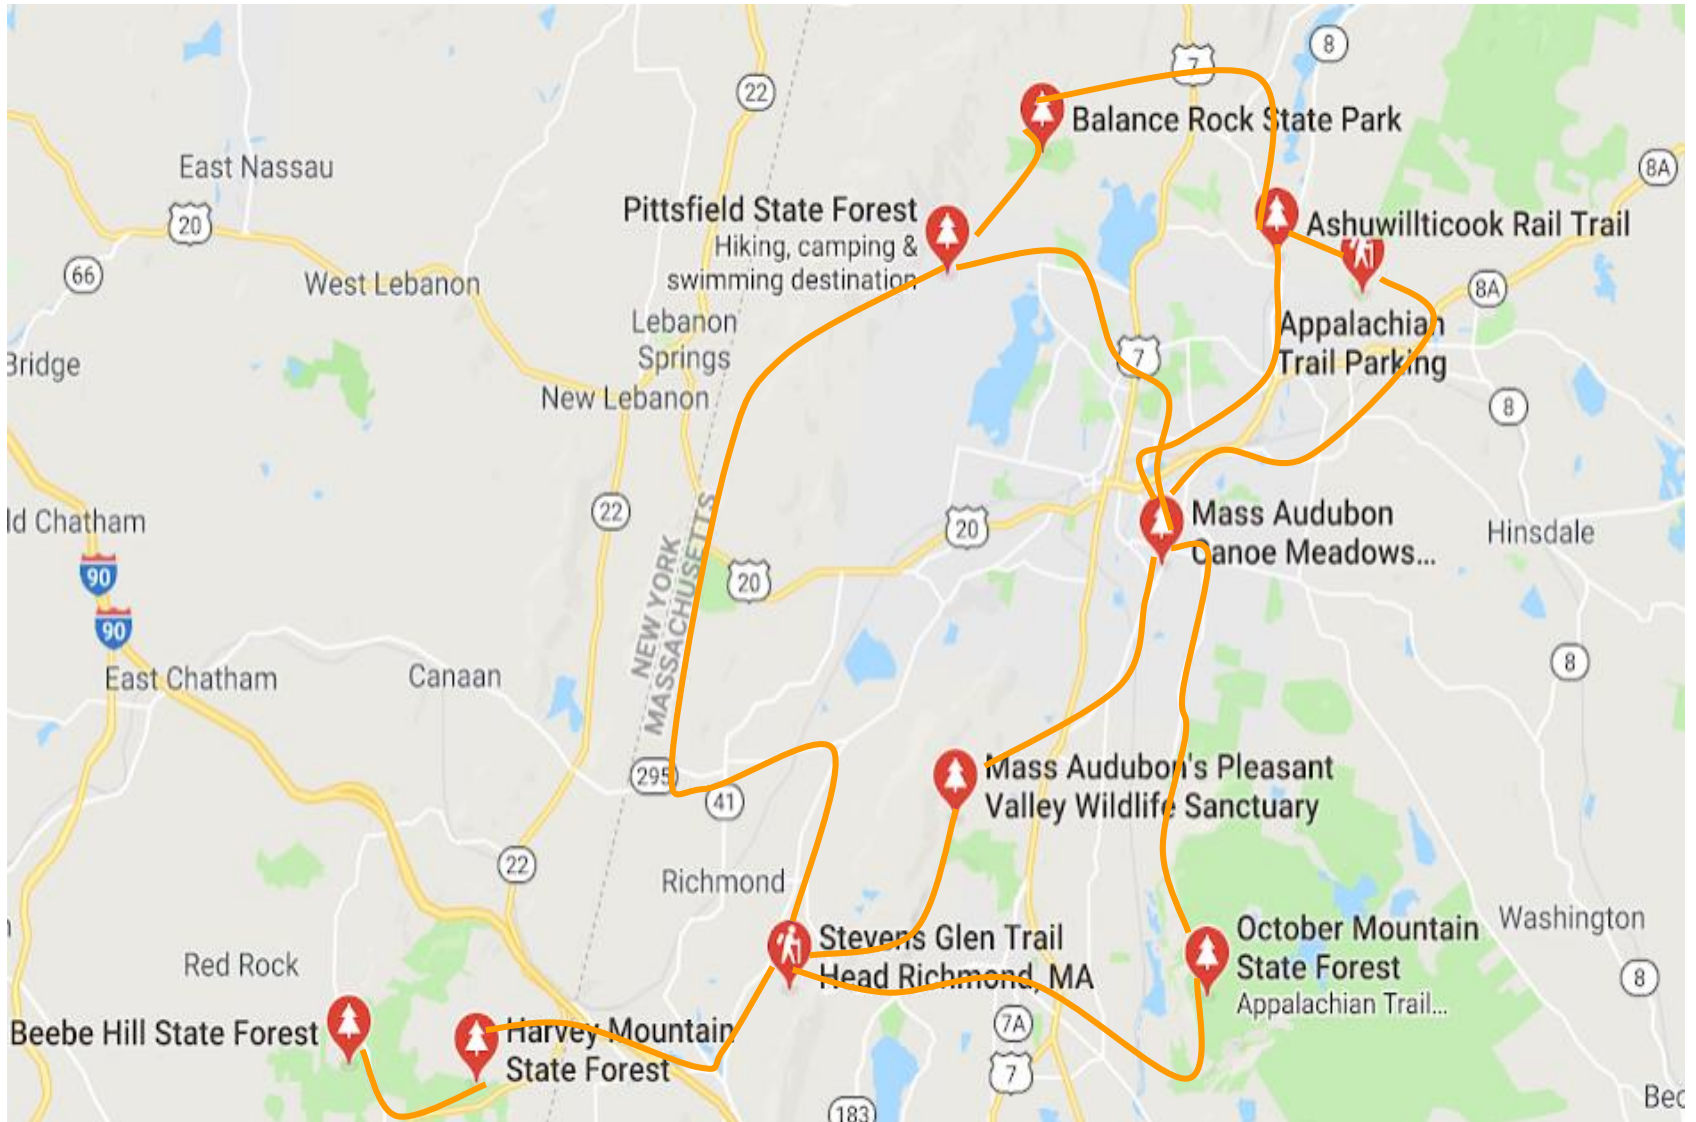 8
7
22
Balance Rock State Park
East Nassau
8A
20
Pittsfield State Forest
Hiking, camping &
swimming destination
Ashuwillticook Rail Trail
66
West Lebanon
8A
Lebanon
Springs
Appalachian
Trail Parking
Bridge
7
New Lebanon
8
22
ld Chatham
20
Mass Audubon
Canoe Meadows...
Hinsdale
90
20
NEW YORK
MASSACHUSETTS
90
East Chatham
Canaan
8
295
41
Mass Audubon's Pleasant
Valley Wildlife Sanctuary
22
Richmond
Washington
October Mountain
State Forest
Appalachian Trail...
Stevens Glen Trail
Head Richmond, MA
Red Rock
8
Beebe Hill State Forest
Harvey Mountain
State Forest
7A
7
183
Bec